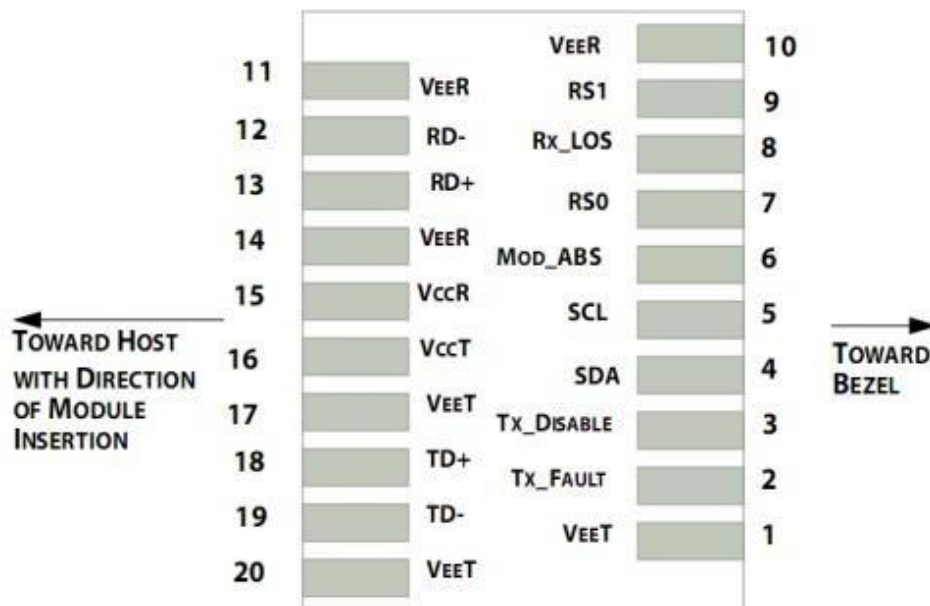 11 VEER
12 RD-
13 RD+
14 VEER
15 VCCR
16 VCCT
17 VEET
18 TD+
19 TD-
20 VEET
VEER 10
RS1 9
RX_LOS 8
RS0 7
MOD_ABS 6
SCL 5
SDA 4
TX_DISABLE 3
TX_FAULT 2
VEET 1
TOWARD HOST
WITH DIRECTION
OF MODULE
INSERTION
TOWARD
BEZEL